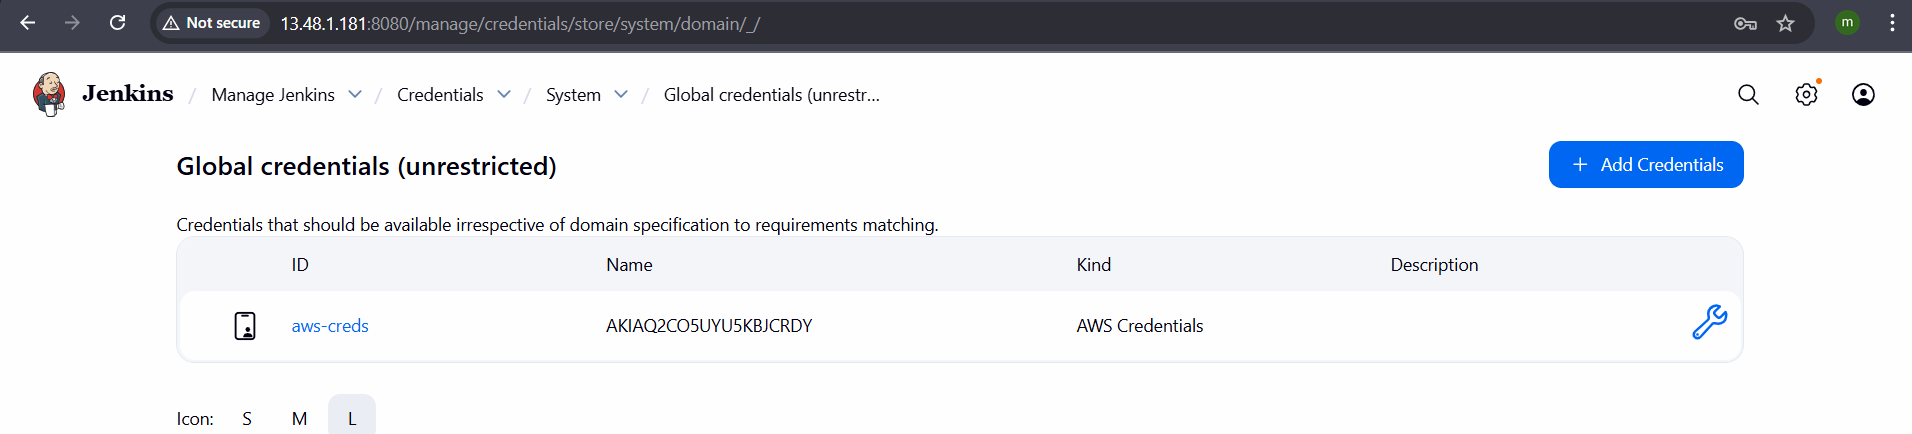 Not secure 13.48.1.181:8080/manage/credentials/store/system/domain/_/ m
Jenkins / Manage Jenkins / Credentials / System / Global credentials (unrestr...
Global credentials (unrestricted) + Add Credentials
Credentials that should be available irrespective of domain specification to requirements matching.
ID Name Kind Description
aws-creds AKIAQ2CO5UYU5KBJCRDY AWS Credentials
Icon: S M L